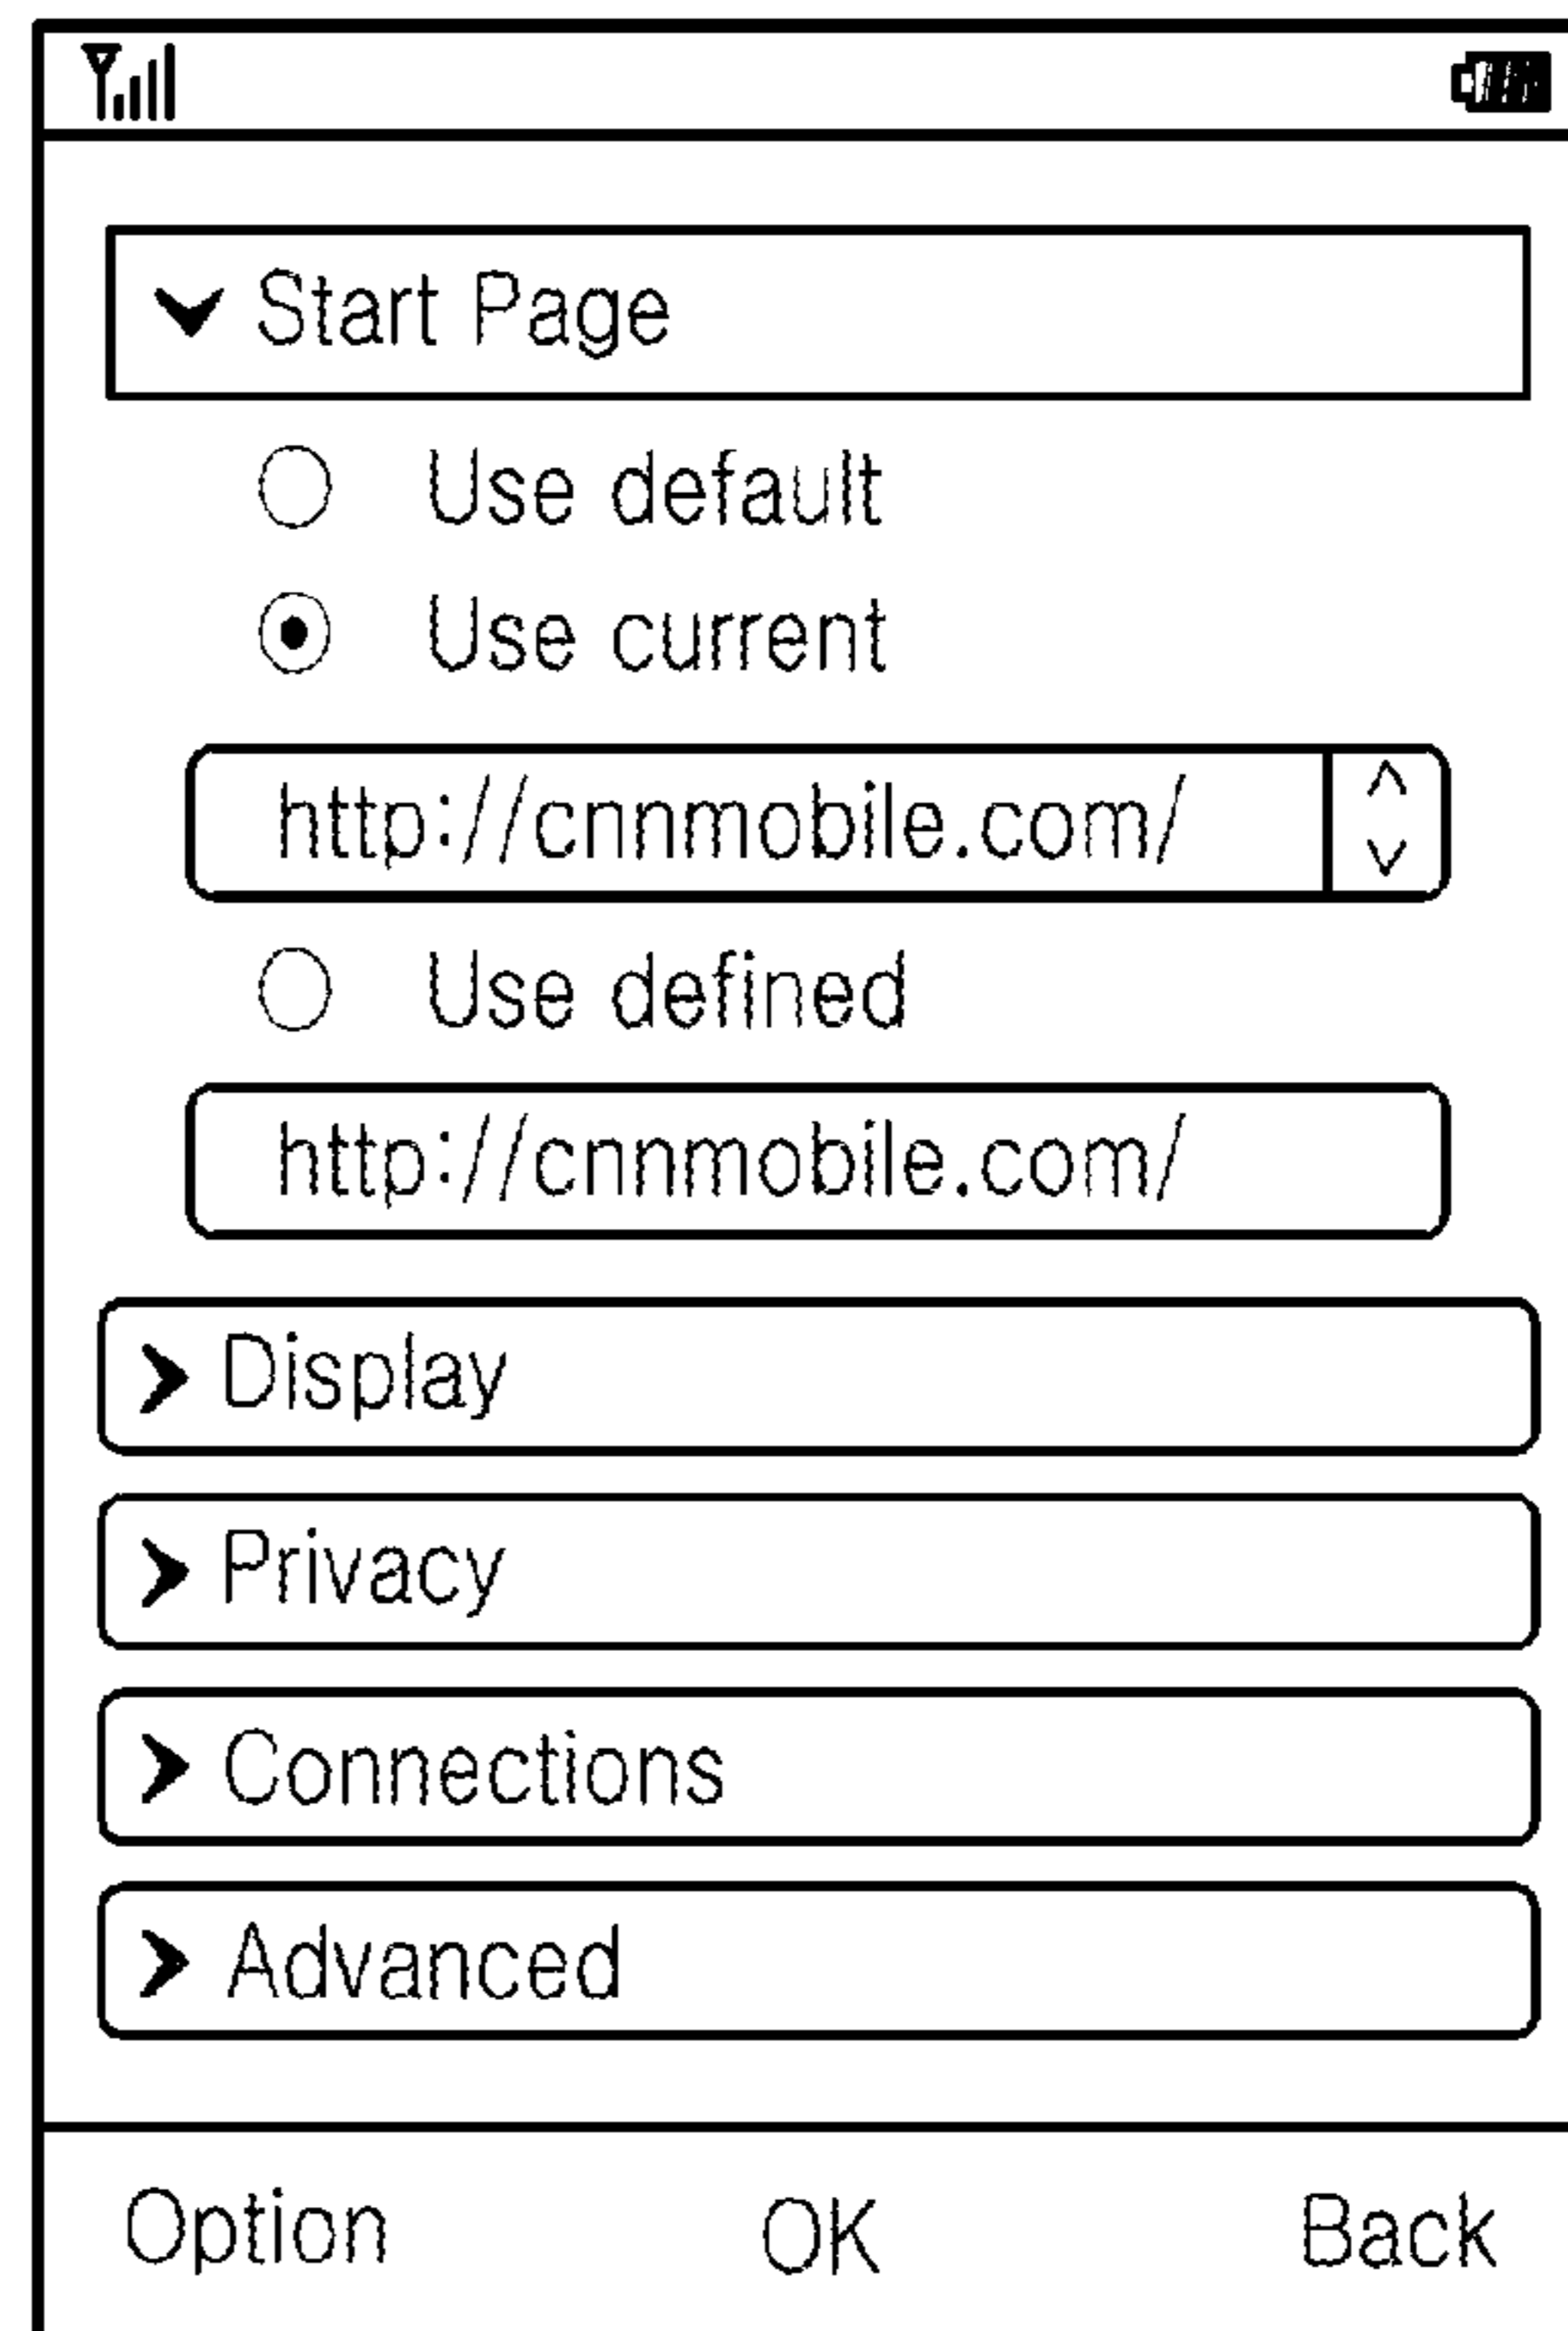 Start Page
Use default
Use current
http://cnnmobile.com/
Use defined
http://cnnmobile.com/
Display
Privacy
Connections
Advanced
Option OK Back